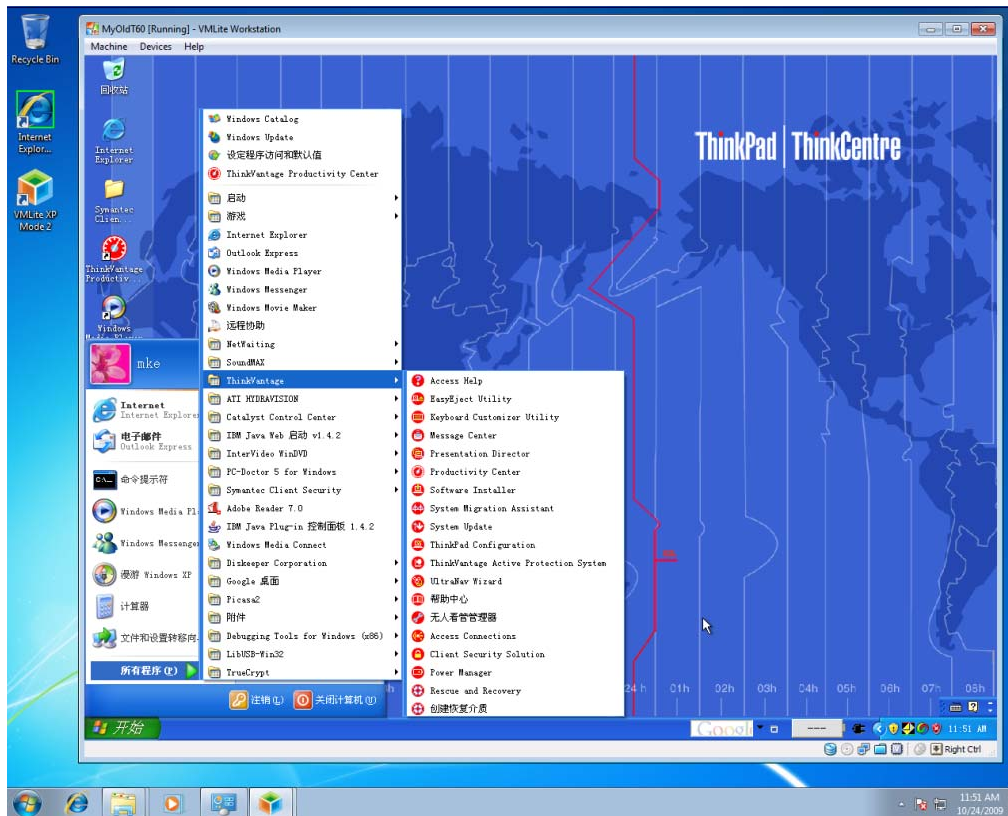 Recycle Bin
Internet
Explor...
VMLite XP
Mode 2
MyOldT60 [Running] - VMLite Workstation
Machine Devices Help
回收站
Internet
Explorer
Symantec
Clien...
ThinkVantage
Productiv...
Windows
ThinkPad ThinkCentre
mke
Internet
Internet Explore
电子邮件
Outlook Express
命令提示符
Windows Media Pl
Windows Messenger
漫游 Windows XP
计算器
文件和设置转移向
所有程序(P)
Windows Catalog
Windows Update
设定程序访问和默认值
ThinkVantage Productivity Center
启动
游戏
Internet Explorer
Outlook Express
Windows Media Player
Windows Messenger
Windows Movie Maker
远程协助
NetWaiting
SoundMAX
ThinkVantage
ATI HYDRAVISION
Catalyst Control Center
IBM Java Web 启动 v1.4.2
InterVideo WinDVD
PC-Doctor 5 for Windows
Symantec Client Security
Adobe Reader 7.0
IBM Java Plug-in 控制面板 1.4.2
Windows Media Connect
Diskeeper Corporation
Google 桌面
Picasa2
附件
Debugging Tools for Windows (x86)
LibUSB-Win32
TrueCrypt
Access Help
EasyEject Utility
Keyboard Customizer Utility
Message Center
Presentation Director
Productivity Center
Software Installer
System Migration Assistant
System Update
ThinkPad Configuration
ThinkVantage Active Protection System
UltraNav Wizard
帮助中心
无人看管管理器
Access Connections
Client Security Solution
Power Manager
Rescue and Recovery
创建恢复介质
注销(L) 关闭计算机(U)
24 h 01h 02h 03h 04h 05h 06h 07h 08h
开始
Google
11:51 AM
Right Ctrl
11:51 AM
10/24/2009